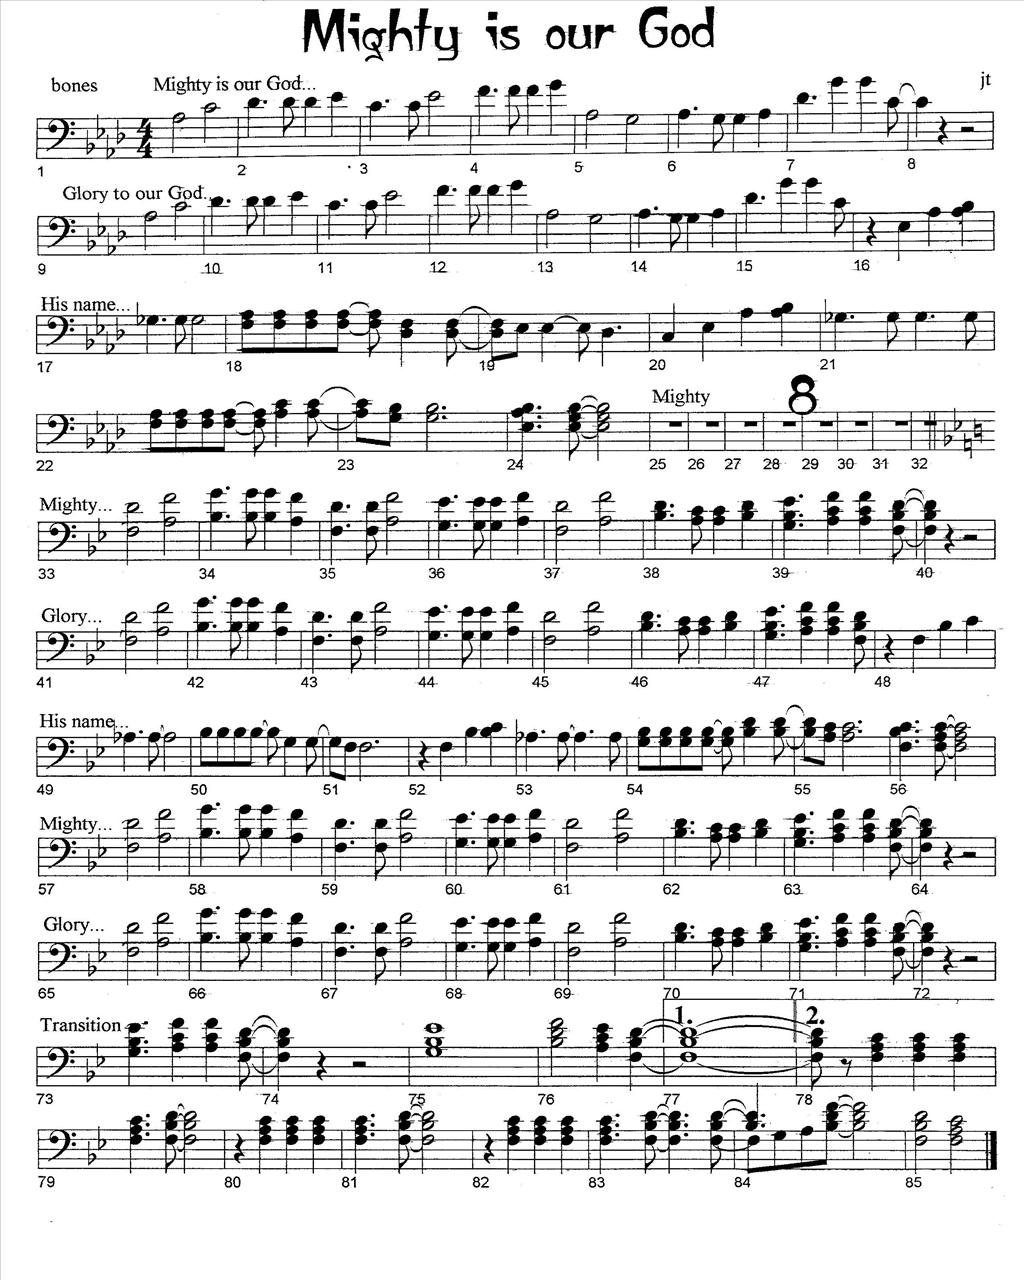 Mighty is our God
bones Mighty is our God... jt
4 4
1 2 3 4 5 6 7 8
Glory to our God...
9 10 11 12 13 14 15 16
His name...
17 18 19 20 21
Mighty 8
22 23 24 25 26 27 28 29 30 31 32
Mighty...
33 34 35 36 37 38 39 40
Glory...
41 42 43 44 45 46 47 48
His name...
49 50 51 52 53 54 55 56
Mighty...
57 58 59 60 61 62 63 64
Glory...
65 66 67 68 69 70 71 72
Transition 1. 2.
73 74 75 76 77 78
79 80 81 82 83 84 85